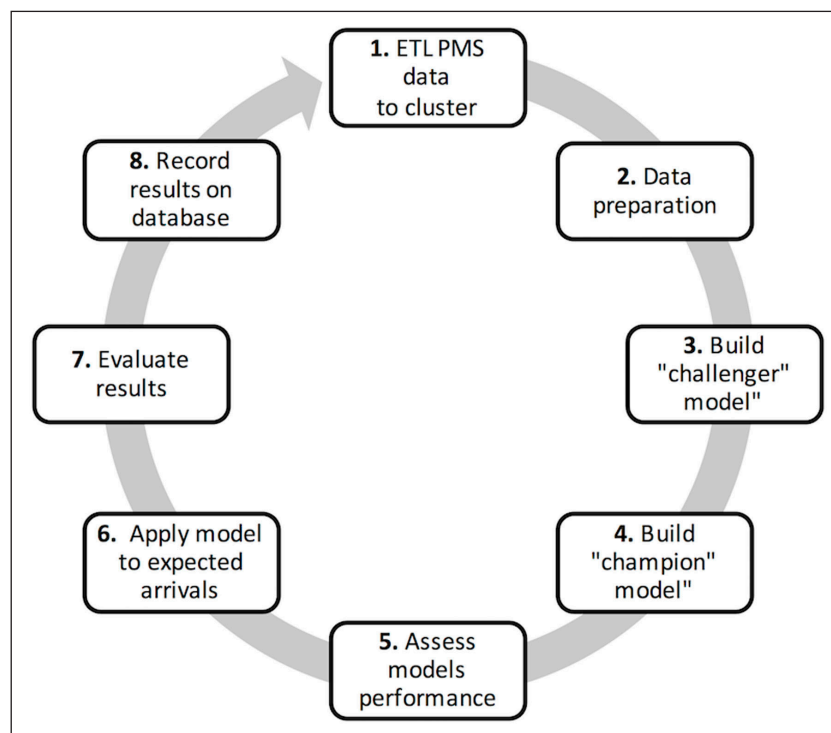 1. ETL PMS
data
to cluster
2. Data
preparation
3. Build
"challenger"
model"
4. Build
"champion"
model"
5. Assess
models
performance
6. Apply model
to expected
arrivals
7. Evaluate
results
8. Record
results on
database